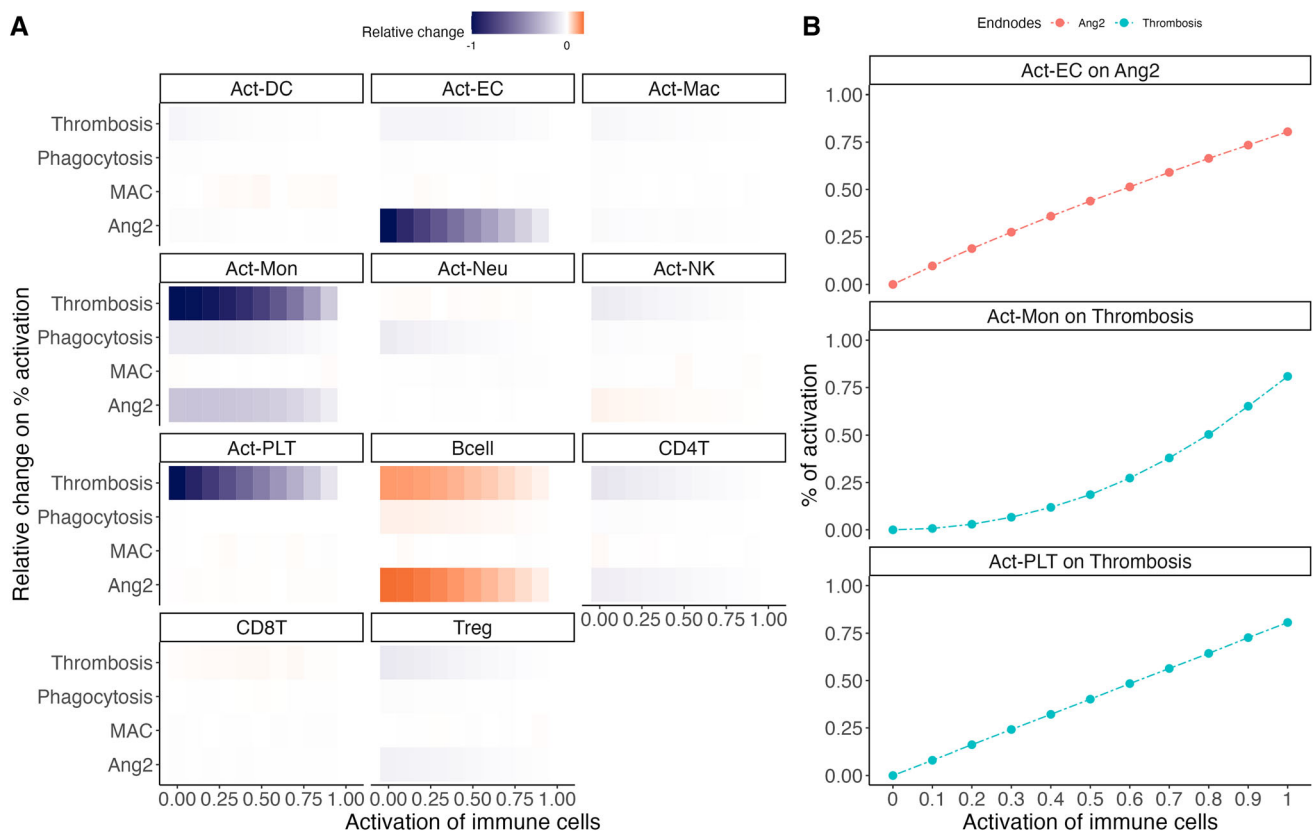 A
Relative change
-1
0
Act-DC
Act-EC
Act-Mac
Thrombosis
Phagocytosis
MAC
Ang2
Act-Mon
Act-Neu
Act-NK
Thrombosis
Phagocytosis
MAC
Ang2
Act-PLT
Bcell
CD4T
Thrombosis
Phagocytosis
MAC
Ang2
0.00 0.25 0.50 0.75 1.00
CD8T
Treg
Thrombosis
Phagocytosis
MAC
Ang2
0.00 0.25 0.50 0.75 1.00
0.00 0.25 0.50 0.75 1.00
Relative change on % activation
Activation of immune cells
B
Endnodes Ang2 Thrombosis
Act-EC on Ang2
1.00
0.75
0.50
0.25
0.00
Act-Mon on Thrombosis
1.00
0.75
0.50
0.25
0.00
Act-PLT on Thrombosis
1.00
0.75
0.50
0.25
0.00
0 0.1 0.2 0.3 0.4 0.5 0.6 0.7 0.8 0.9 1
% of activation
Activation of immune cells